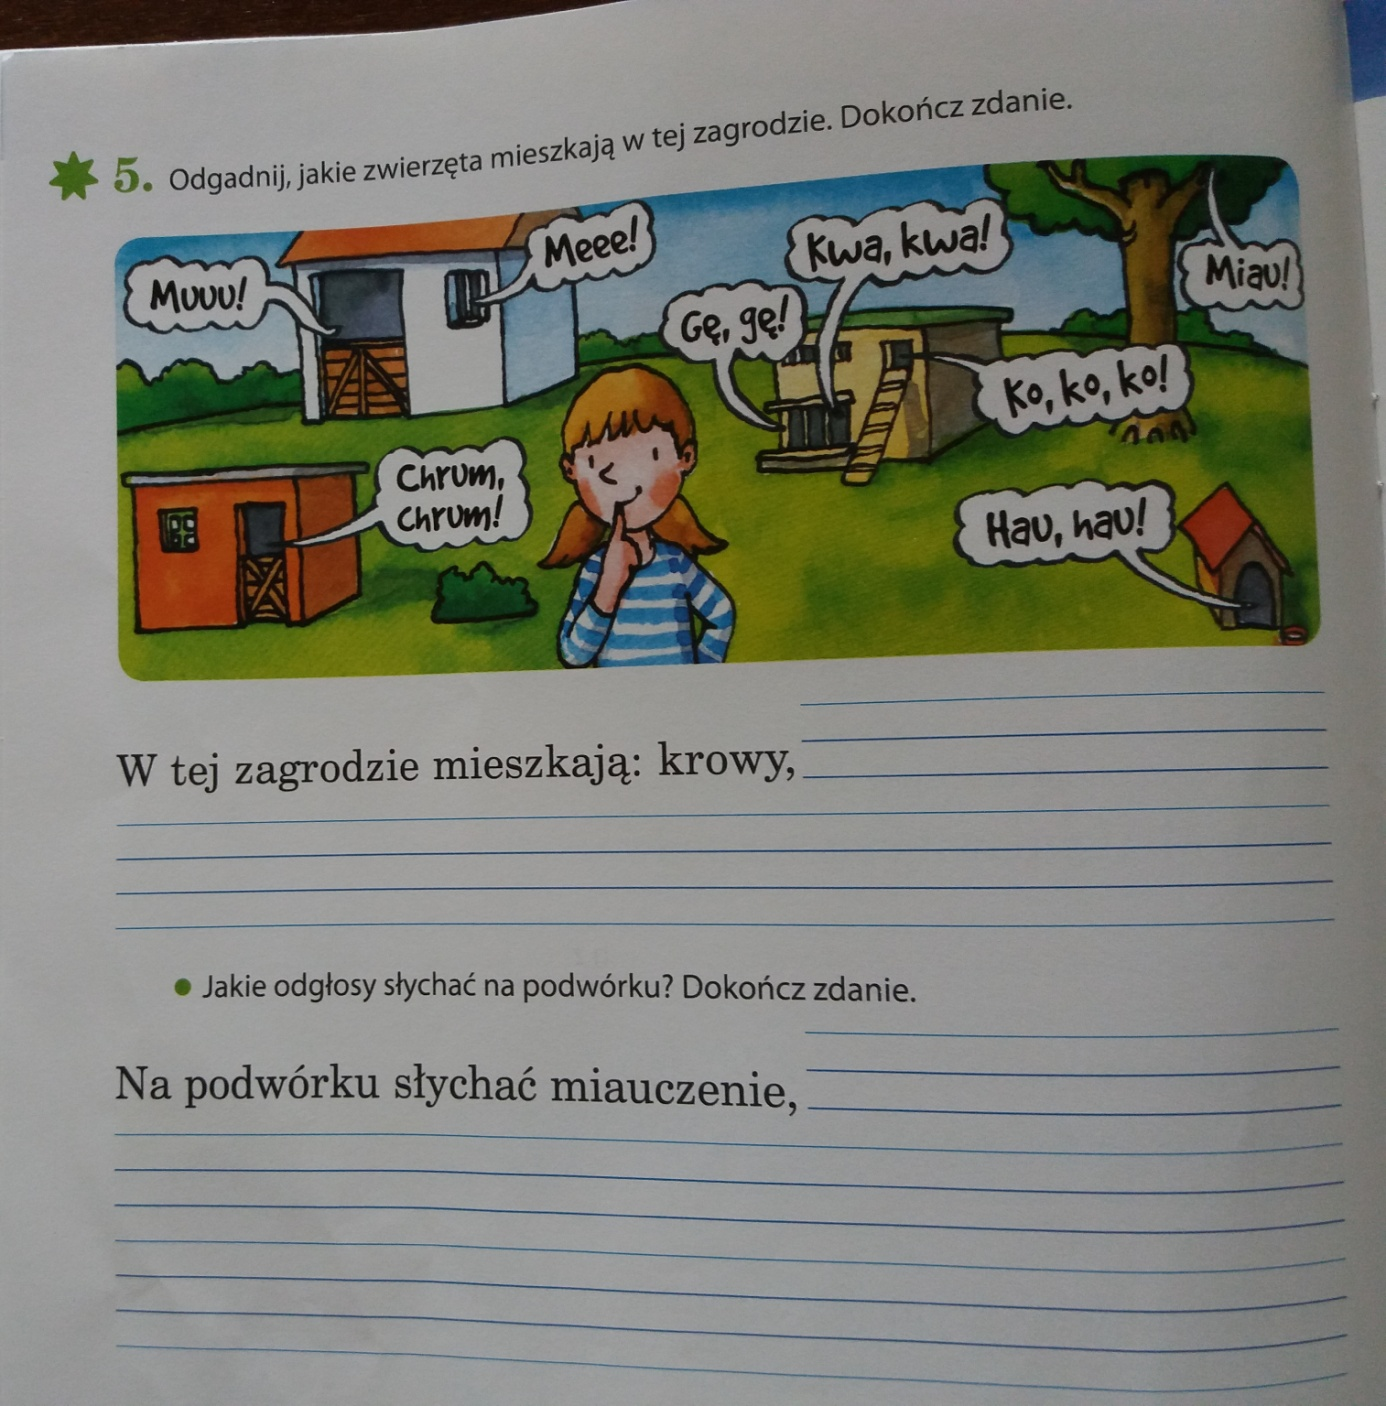 5. Odgadnij, jakie zwierzęta mieszkają w tej zagrodzie. Dokończ zdanie.
Muuu!
Meee!
Kwa, kwa!
Miau!
Gę, gę!
Ko, ko, ko!
Chrum,
chrum!
Hau, hau!
W tej zagrodzie mieszkają: krowy,
• Jakie odgłosy słychać na podwórku? Dokończ zdanie.
Na podwórku słychać miauczenie,